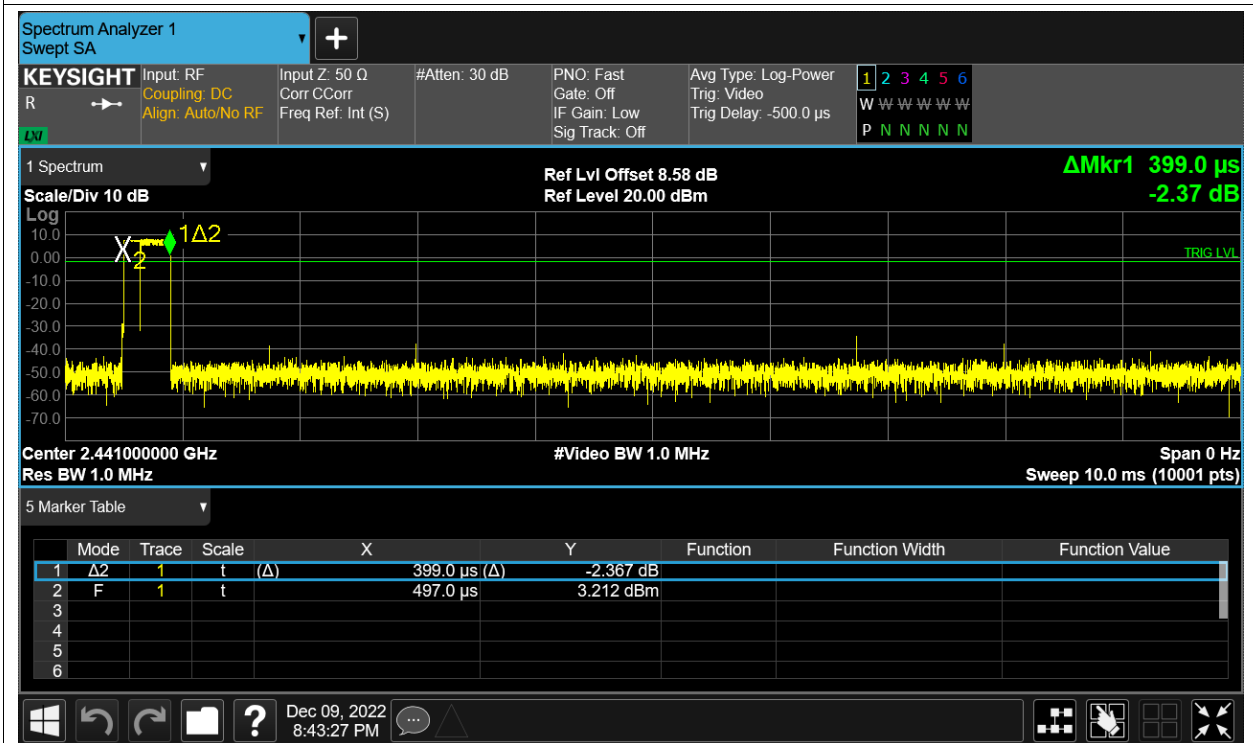 Spectrum Analyzer 1
Swept SA
KEYSIGHT Input: RF Input Z: 50 Ω #Atten: 30 dB PNO: Fast Avg Type: Log-Power 1 2 3 4 5 6
R Coupling: DC Corr CCorr Gate: Off Trig: Video W W W W W W
Align: Auto/No RF Freq Ref: Int (S) IF Gain: Low Trig Delay: -500.0 µs
LXI Sig Track: Off P N N N N N
1 Spectrum Ref Lvl Offset 8.58 dB ΔMkr1 399.0 µs
Scale/Div 10 dB Ref Level 20.00 dBm -2.37 dB
Log
10.0 X 2 1Δ2
0.00 TRIG LVL
-10.0
-20.0
-30.0
-40.0
-50.0
-60.0
-70.0
Center 2.441000000 GHz #Video BW 1.0 MHz Span 0 Hz
Res BW 1.0 MHz Sweep 10.0 ms (10001 pts)
5 Marker Table
Mode Trace Scale X Y Function Function Width Function Value
1 Δ2 1 t (Δ) 399.0 µs (Δ) -2.367 dB
2 F 1 t 497.0 µs 3.212 dBm
3
4
5
6
? Dec 09, 2022
8:43:27 PM